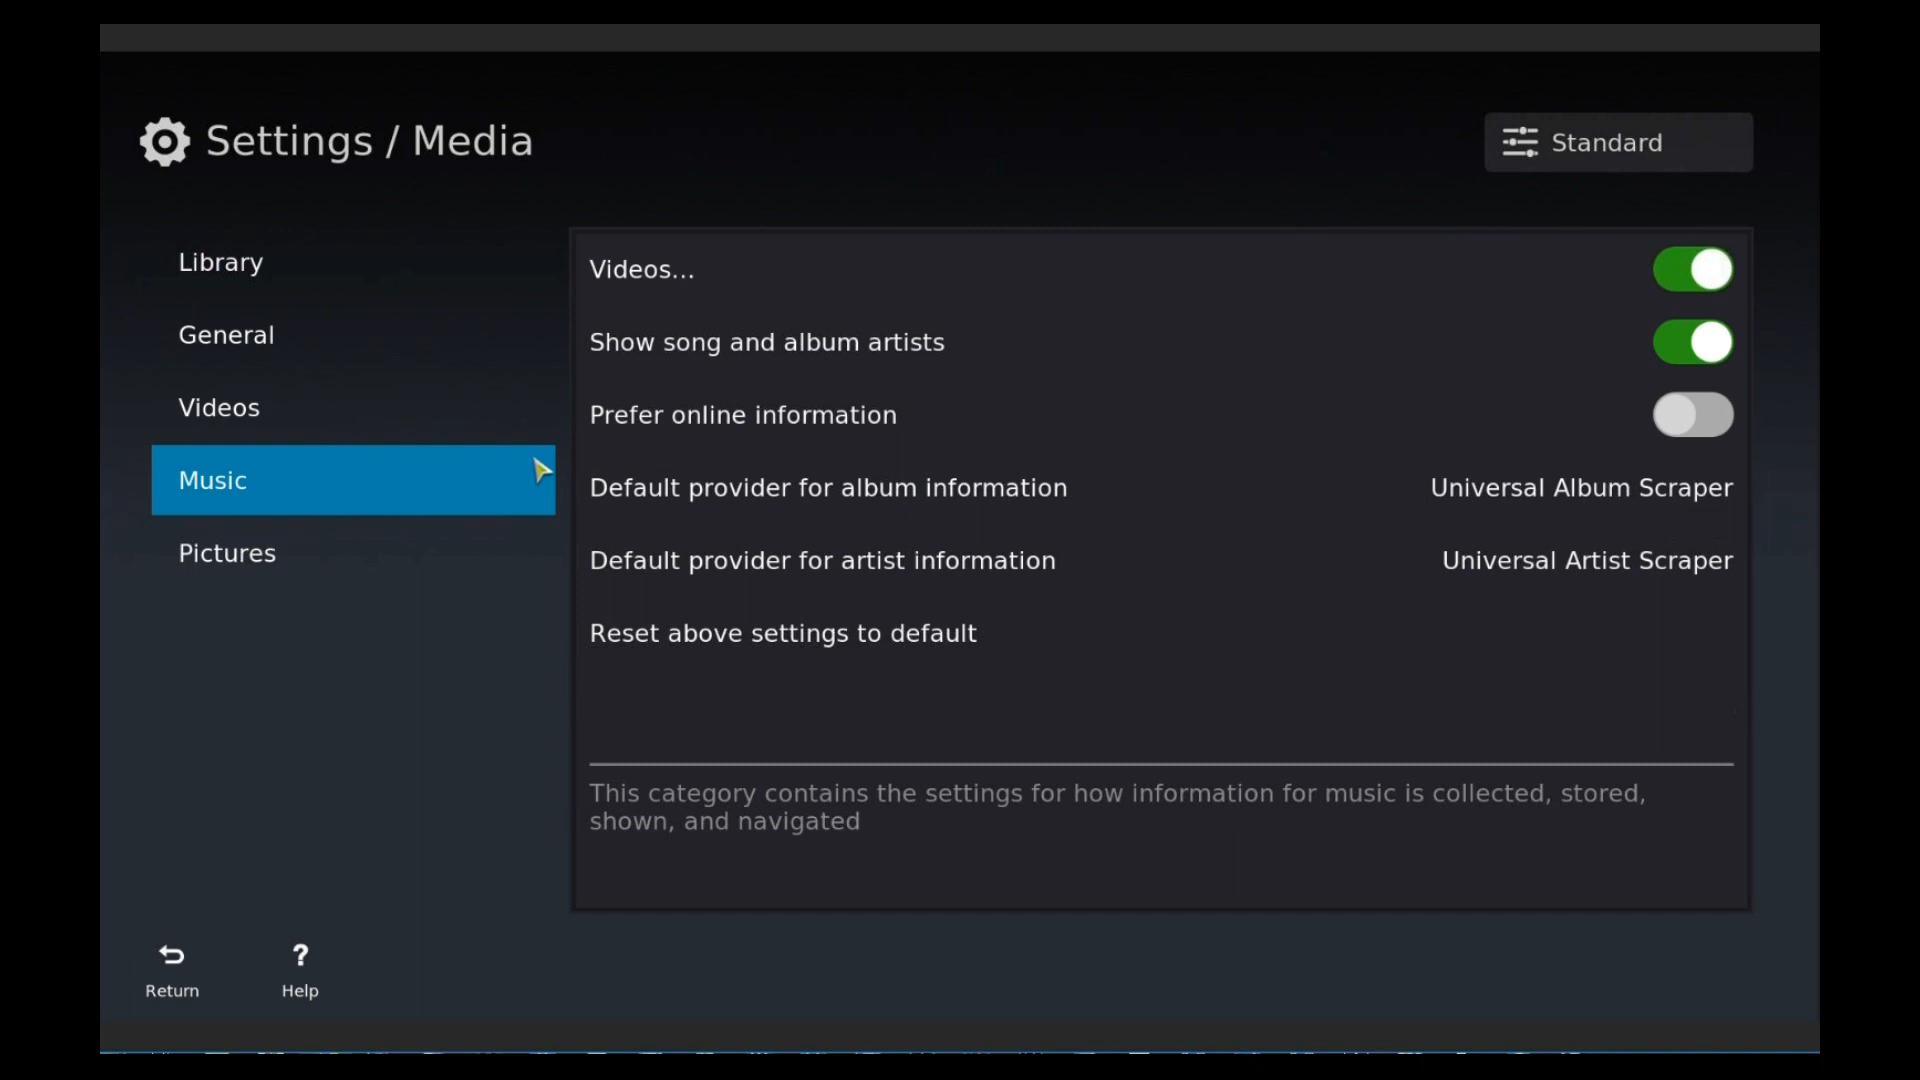 Settings / Media
Standard
Library
General
Videos
Music
Pictures
Videos...
Show song and album artists
Prefer online information
Default provider for album information
Universal Album Scraper
Default provider for artist information
Universal Artist Scraper
Reset above settings to default
This category contains the settings for how information for music is collected, stored,
shown, and navigated
?
Return
Help